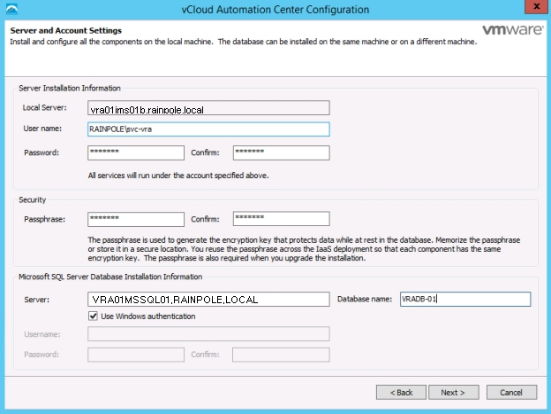 vCloud Automation Center Configuration
x
Server and Account Settings
Install and configure all the components on the local machine. The database can be installed on the same machine or on a different machine.
vmware
Server Installation Information
Local Server: vra01ims01b.rainpole.local
User name: RAINPOLE\svc-vra
Password: ******* Confirm: *******
All services will run under the account specified above.
Security
Passphrase: ******* Confirm: *******
The passphrase is used to generate the encryption key that protects data while at rest in the database. Memorize the passphrase
or store it in a secure location. You reuse the passphrase across the IaaS deployment so that each component has the same
encryption key. The passphrase is also required when you upgrade the installation.
Microsoft SQL Server Database Installation Information
Server: VRA01MSSQL01,RAINPOLE,LOCAL Database name: VRADB-01
Use Windows authentication
Username:
Password: Confirm:
< Back Next > Cancel